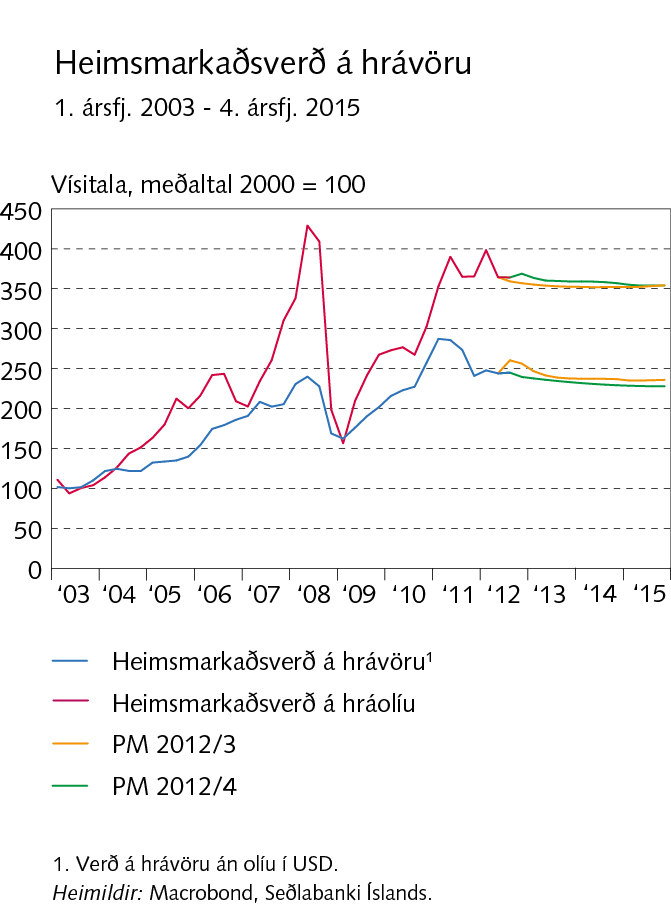 Heimsmarkaðsverð á hrávöru
1. ársfj. 2003 - 4. ársfj. 2015
Vísitala, meðaltal 2000 = 100
450
400
350
300
250
200
150
100
50
0
‘03 ‘04 ‘05 ‘06 ‘07 ‘08 ‘09 ‘10 ‘11 ‘12 ‘13 ‘14 ‘15
Heimsmarkaðsverð á hrávöru¹
Heimsmarkaðsverð á hráolíu
PM 2012/3
PM 2012/4
1. Verð á hrávöru án olíu í USD.
Heimildir: Macrobond, Seðlabanki Íslands.